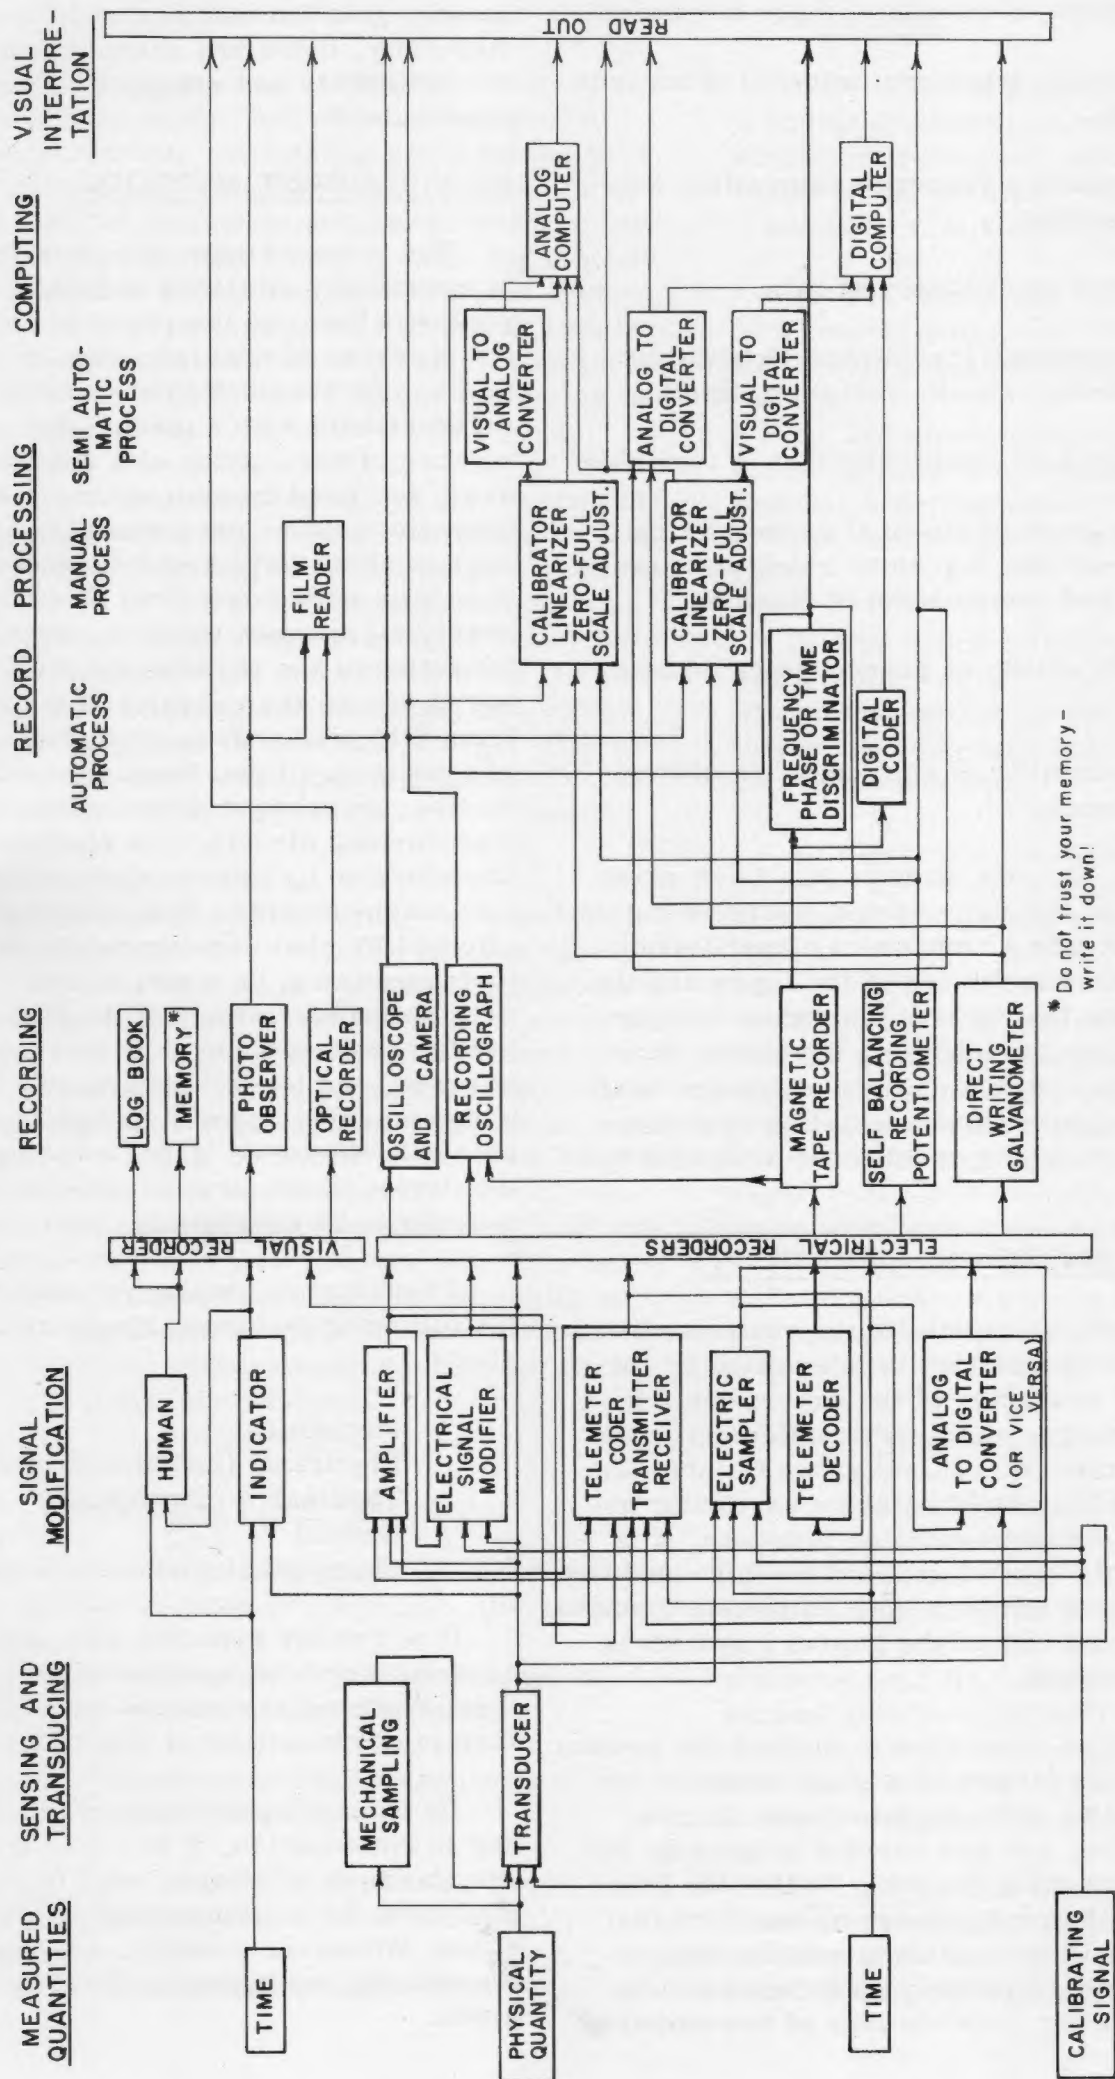 MEASURED
QUANTITIES
SENSING AND
TRANSDUCING
SIGNAL
MODIFICATION
RECORDING
RECORD PROCESSING
AUTOMATIC
PROCESS
MANUAL
PROCESS
SEMI AUTO-
MATIC
PROCESS
COMPUTING
VISUAL
INTERPRE-
TATION
TIME
PHYSICAL
QUANTITY
TIME
CALIBRATING
SIGNAL
MECHANICAL
SAMPLING
TRANSDUCER
HUMAN
INDICATOR
AMPLIFIER
ELECTRICAL
SIGNAL
MODIFIER
TELEMETER
CODER
TRANSMITTER
RECEIVER
ELECTRIC
SAMPLER
TELEMETER
DECODER
ANALOG
TO DIGITAL
CONVERTER
(OR VICE
VERSA)
VISUAL RECORDER
ELECTRICAL RECORDERS
LOG BOOK
MEMORY*
PHOTO
OBSERVER
OPTICAL
RECORDER
OSCILLOSCOPE
AND CAMERA
RECORDING
OSCILOGRAPH
MAGNETIC
TAPE RECORDER
SELF BALANCING
RECORDING
POTENTIOMETER
DIRECT
WRITING
GALVANOMETER
FILM
READER
CALIBRATOR
LINEARIZER
ZERO-FULL
SCALE ADJUST.
CALIBRATOR
LINEARIZER
ZERO-FULL
SCALE ADJUST.
FREQUENCY
PHASE OR TIME
DISCRIMINATOR
DIGITAL
CODER
VISUAL TO
ANALOG
CONVERTER
ANALOG TO
DIGITAL
CONVERTER
VISUAL TO
DIGITAL
CONVERTER
ANALOG
COMPUTER
DIGITAL
COMPUTER
READ OUT
* Do not trust your memory-
write it down!